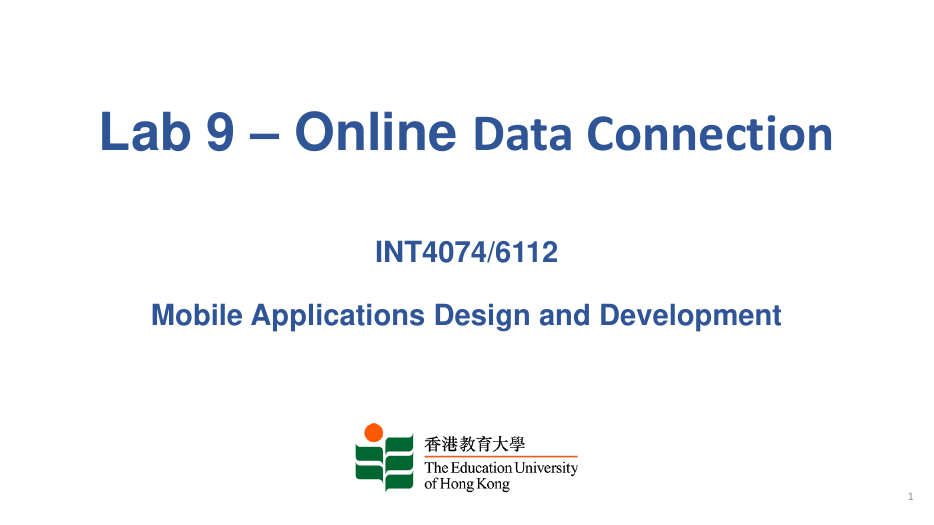 Lab 9 – Online Data Connection
INT4074/6112
Mobile Applications Design and Development
香港教育大學
The Education University
of Hong Kong
1